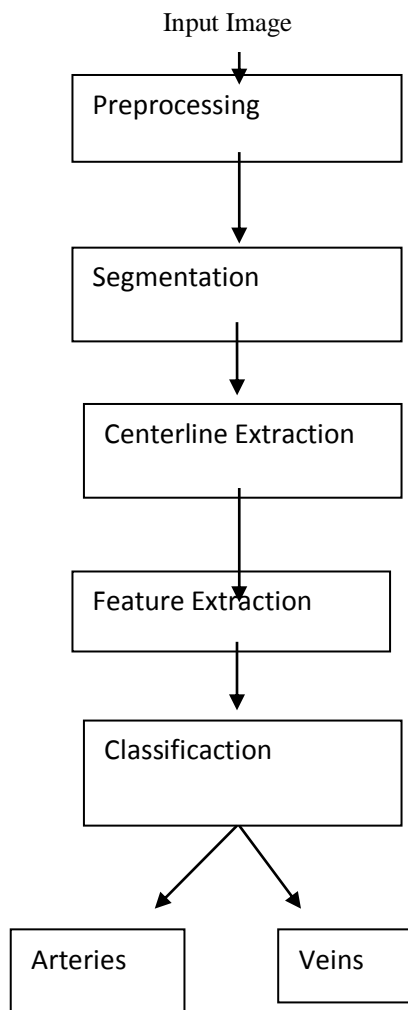 Input Image
Preprocessing
Segmentation
Centerline Extraction
Feature Extraction
Classificaction
Arteries
Veins